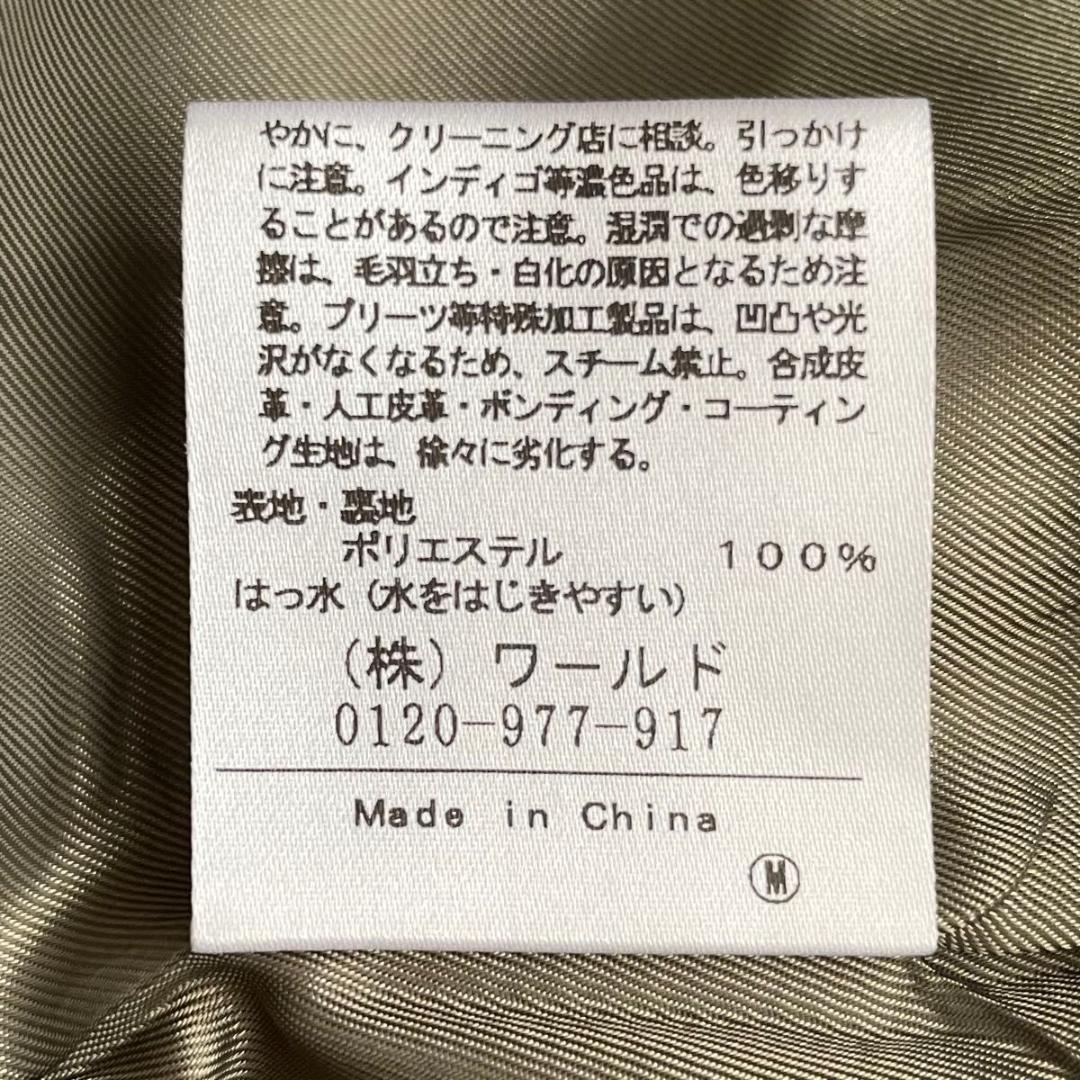 やかに、クリーニング店に相談。引っかけ
に注意。インディゴ等濃色品は、色移りす
ることがあるので注意。湿潤での過剰な摩
擦は、毛羽立ち・白化の原因となるため注
意。プリーツ等特殊加工製品は、凹凸や光
沢がなくなるため、スチーム禁止。合成皮
革・人工皮革・ボンディング・コーティン
グ生地は、徐々に劣化する。
表地・裏地
ポリエステル １００％
はっ水（水をはじきやすい）
（株）ワールド
0120-977-917
Made in China
Ⓜ